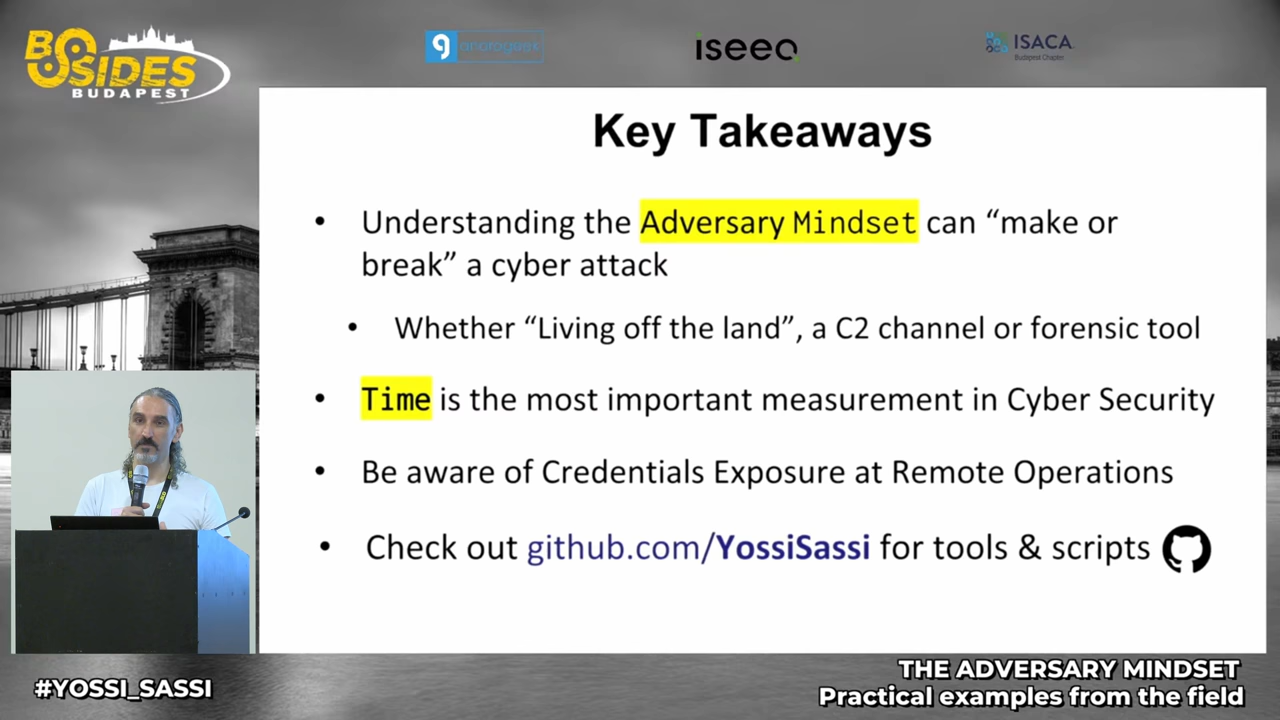 BSIDES
BUDAPEST
iseeq
ISACA
Budapest Chapter
Key Takeaways
• Understanding the Adversary Mindset can “make or
break” a cyber attack
• Whether “Living off the land”, a C2 channel or forensic tool
• Time is the most important measurement in Cyber Security
• Be aware of Credentials Exposure at Remote Operations
• Check out github.com/YossiSassi for tools & scripts
#YOSSI_SASSI
THE ADVERSARY MINDSET
Practical examples from the field